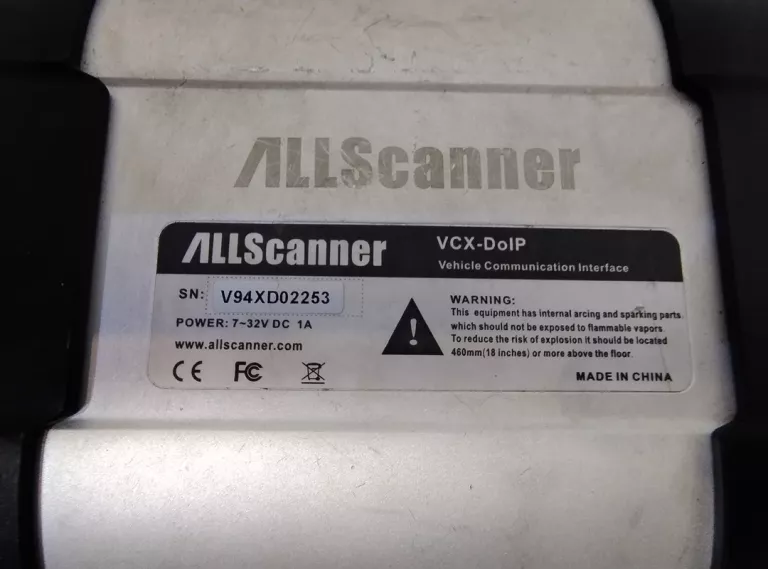 ALLScanner
ALLScanner
VCX-DoIP
Vehicle Communication Interface
SN: V94XD02253
POWER: 7~32V DC 1A
www.allscanner.com
CE FC
WARNING:
This equipment has internal arcing and sparking parts
which should not be exposed to flammable vapors.
To reduce the risk of explosion it should be located
460mm(18 inches) or more above the floor.
MADE IN CHINA